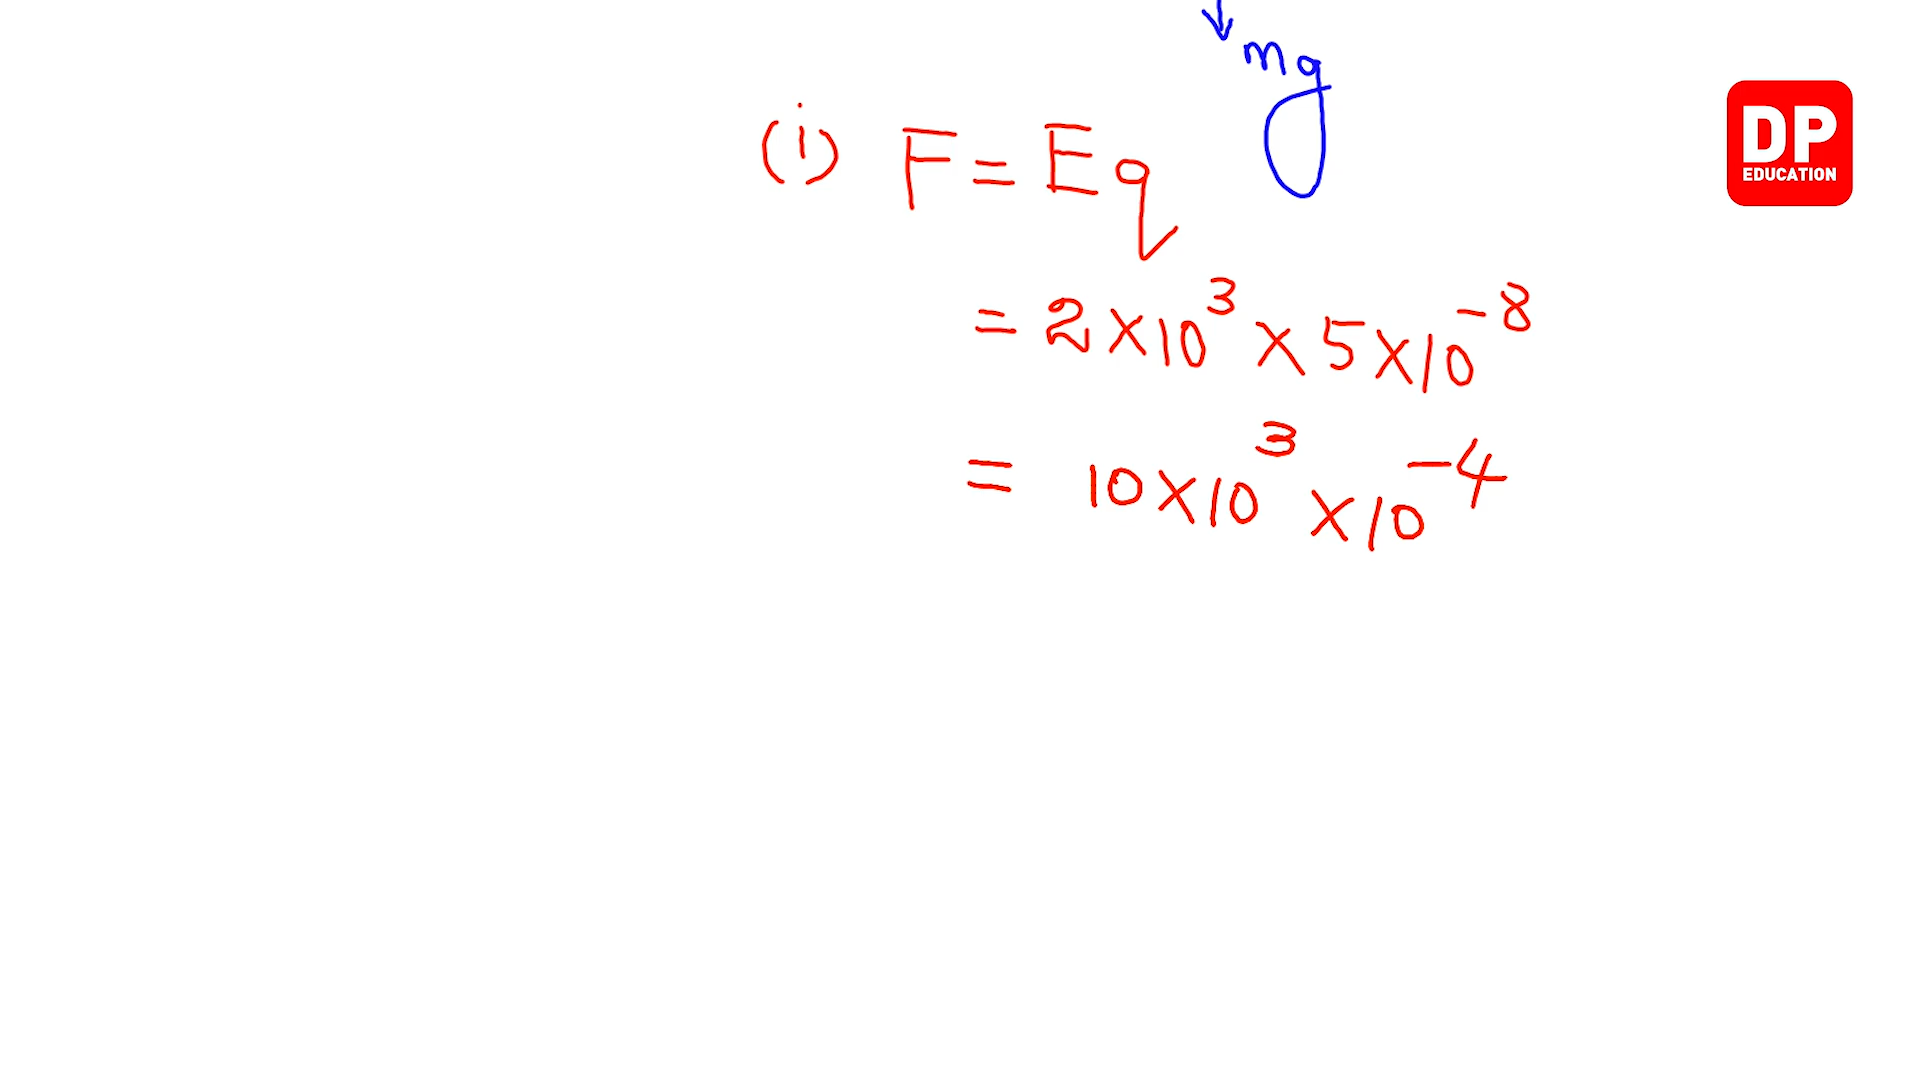 ↓ mg
(i) F = Eq
= 2 × 10³ × 5 × 10⁻⁸
= 10 × 10³ × 10⁻⁴
DP
EDUCATION